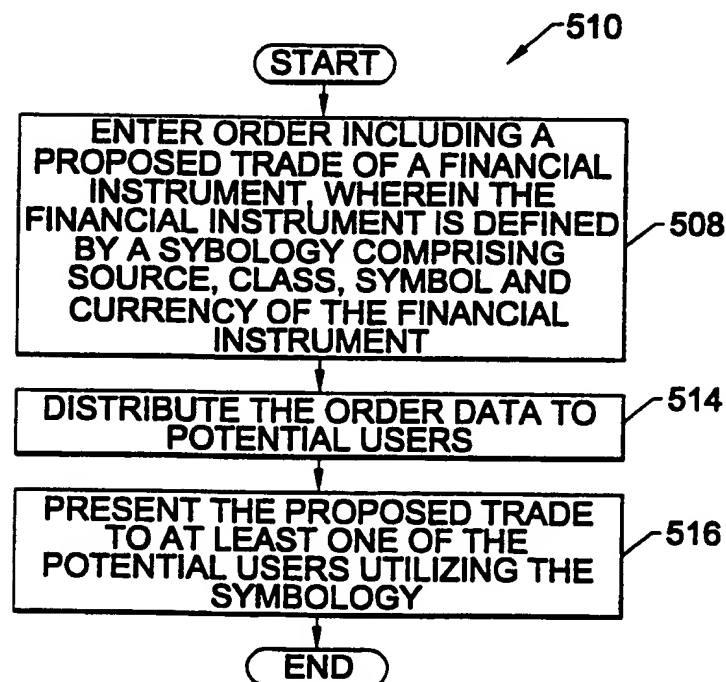 510
START
ENTER ORDER INCLUDING A
PROPOSED TRADE OF A FINANCIAL
INSTRUMENT, WHEREIN THE
FINANCIAL INSTRUMENT IS DEFINED
BY A SYBOLOGY COMPRISING
SOURCE, CLASS, SYMBOL AND
CURRENCY OF THE FINANCIAL
INSTRUMENT
508
DISTRIBUTE THE ORDER DATA TO
POTENTIAL USERS
514
PRESENT THE PROPOSED TRADE
TO AT LEAST ONE OF THE
POTENTIAL USERS UTILIZING THE
SYMBOLOGY
516
END